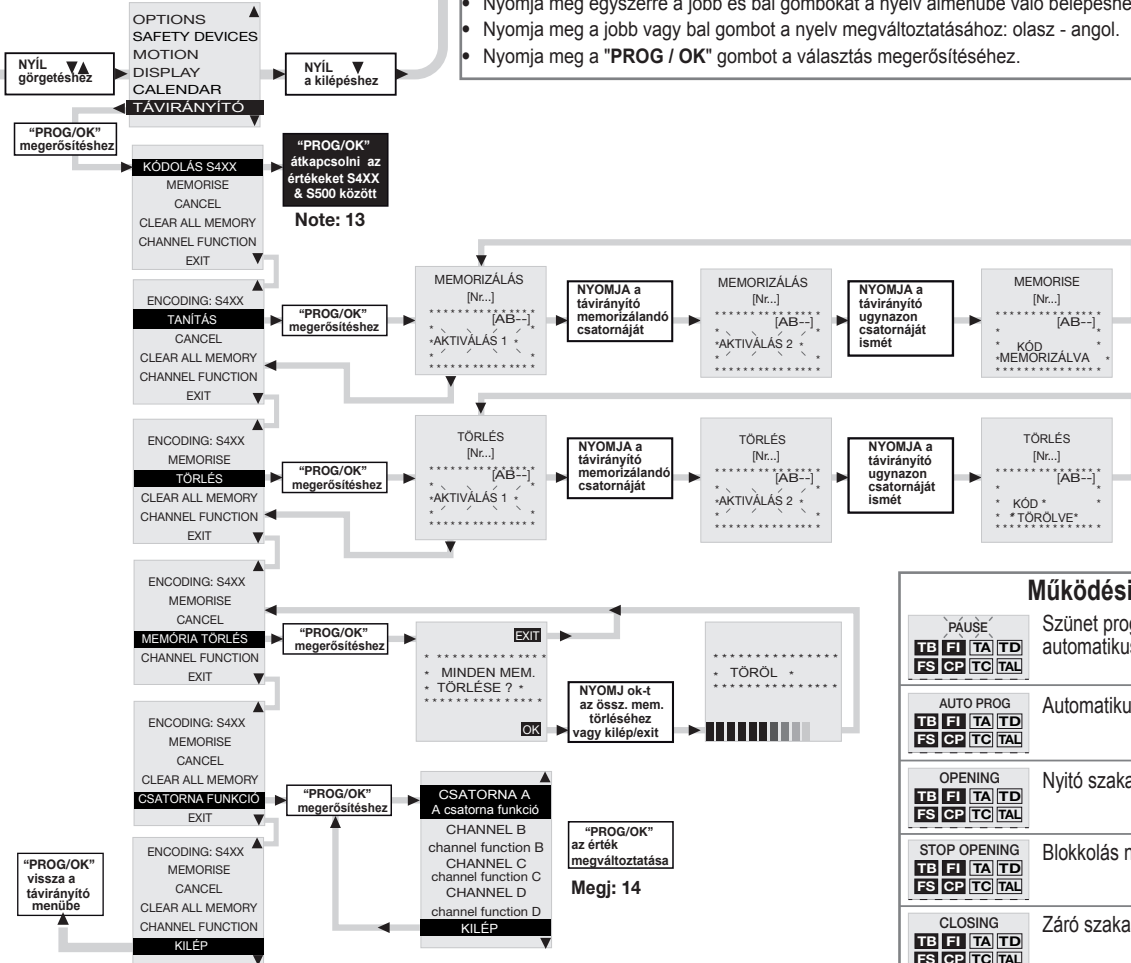 • Nyomja meg egyszerre a jobb és bal gombokat a nyelv almenübe való
• Nyomja meg a jobb vagy bal gombot a nyelv megváltoztatásához: olasz - angol.
• Nyomja meg a "PROG / OK" gombot a választás megerősítéséhez.
OPTIONS
SAFETY DEVICES
MOTION
DISPLAY
CALENDAR
TÁVIRÁNYÍTÓ
NYÍL ▼▲
görgetéshez
NYÍL ▼
a kilépéshez
“PROG/OK”
megerősítéshez
KÓDOLÁS S4XX
MEMORISE
CANCEL
CLEAR ALL MEMORY
CHANNEL FUNCTION
EXIT
“PROG/OK”
átkapcsolni az
értékeket S4XX
& S500 között
Note: 13
ENCODING: S4XX
TANÍTÁS
CANCEL
CLEAR ALL MEMORY
CHANNEL FUNCTION
EXIT
“PROG/OK”
megerősítéshez
MEMORIZÁLÁS
[Nr...]
[AB--]
AKTIVÁLÁS 1
NYOMJA a
távirányító
memorizálandó
csatornáját
MEMORIZÁLÁS
[Nr...]
[AB--]
AKTIVÁLÁS 2
NYOMJA a
távirányító
ugynazon
csatornáját
ismét
MEMORISE
[Nr...]
[AB--]
KÓD
MEMORIZÁLVA
ENCODING: S4XX
MEMORISE
TÖRLÉS
CLEAR ALL MEMORY
CHANNEL FUNCTION
EXIT
“PROG/OK”
megerősítéshez
TÖRLÉS
[Nr...]
[AB--]
AKTIVÁLÁS 1
NYOMJA a
távirányító
memorizálandó
csatornáját
TÖRLÉS
[Nr...]
[AB--]
AKTIVÁLÁS 2
NYOMJA a
távirányító
ugynazon
csatornáját
ismét
TÖRLÉS
[Nr...]
[AB--]
KÓD
TÖRÖLVE
ENCODING: S4XX
MEMORISE
CANCEL
MEMÓRIA TÖRLÉS
CHANNEL FUNCTION
EXIT
“PROG/OK”
megerősítéshez
EXIT
MINDEN MEM.
TÖRLÉSE ?
OK
NYOMJ ok-t
az össz. mem.
törléséhez
vagy kilép/exit
TÖRÖL
ENCODING: S4XX
MEMORISE
CANCEL
CLEAR ALL MEMORY
CSATORNA FUNKCIÓ
EXIT
“PROG/OK”
megerősítéshez
CSATORNA A
A csatorna funkció
CHANNEL B
channel function B
CHANNEL C
channel function C
CHANNEL D
channel function D
KILÉP
“PROG/OK”
az érték
megváltoztatása
Megj: 14
ENCODING: S4XX
MEMORISE
CANCEL
CLEAR ALL MEMORY
CHANNEL FUNCTION
KILÉP
“PROG/OK”
vissza a
távirányító
menübe
Működési
PAUSE
TB FI TA TD
FS CP TC TAL
Szünet
AUTO PROG
TB FI TA TD
FS CP TC TAL
OPENING
TB FI TA TD
FS CP TC TAL
Nyitó
STOP OPENING
TB FI TA TD
FS CP TC TAL
Blokkolás
CLOSING
TB FI TA TD
FS CP TC TAL
Záró